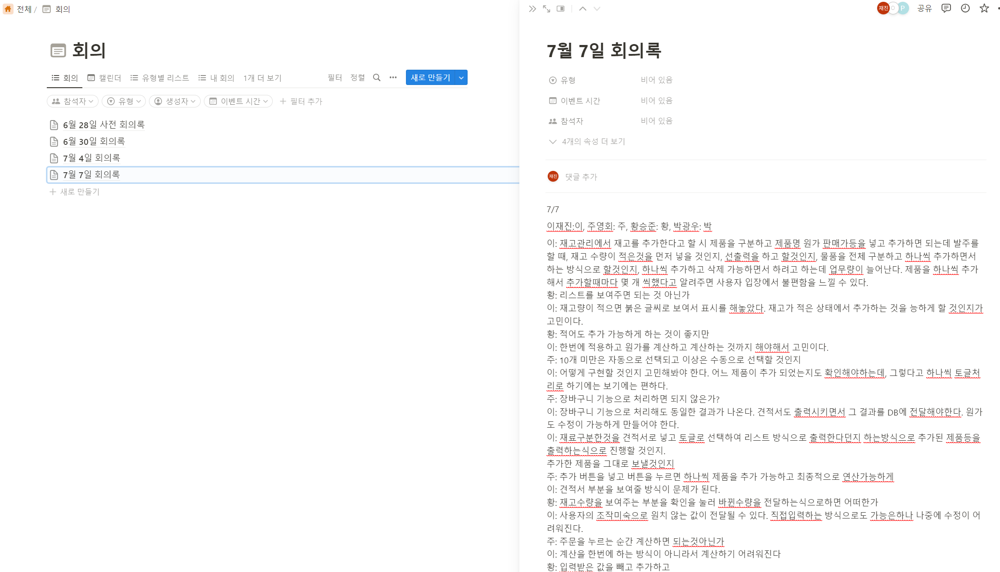 전체 / 회의
회의
회의 캘린더 유형별 리스트 내 회의 1개 더 보기 필터 정렬 새로 만들기
참석자 유형 생성자 이벤트 시간 필터 추가
6월 28일 사전 회의록
6월 30일 회의록
7월 4일 회의록
7월 7일 회의록
새로 만들기
재진 O P 공유
7월 7일 회의록
유형 비어 있음
이벤트 시간 비어 있음
참석자 비어 있음
4개의 속성 더 보기
재진 댓글 추가
7/7
이재진:이, 주영회: 주, 황승준: 황, 박광우: 박
이: 재고관리에서 재고를 추가한다고 할 시 제품을 구분하고 제품명 원가 판매가등을 넣고 추가하면 되는데 발주를
할 때, 재고 수량이 적은것을 먼저 넣을 것인지, 선출력을 하고 할것인지, 물품을 전체 구분하고 하나씩 추가하면서
하는 방식으로 할것인지, 하나씩 추가하고 삭제 가능하면서 하려고 하는데 업무량이 늘어난다. 제품을 하나씩 추가
해서 추가할때마다 몇 개 씩했다고 알려주면 사용자 입장에서 불편함을 느낄 수 있다.
황: 리스트를 보여주면 되는 것 아닌가
이: 재고량이 적으면 붉은 글씨로 보여서 표시를 해놓았다. 재고가 적은 상태에서 추가하는 것을 능하게 할 것인지가
고민이다.
황: 적어도 추가 가능하게 하는 것이 좋지만
이: 한번에 적용하고 원가를 계산하고 계산하는 것까지 해야해서 고민이다.
주: 10개 미만은 자동으로 선택되고 이상은 수동으로 선택할 것인지
이: 어떻게 구현할 것인지 고민해봐야 한다. 어느 제품이 추가 되었는지도 확인해야하는데, 그렇다고 하나씩 토글처
리로 하기에는 보기에는 편하다.
주: 장바구니 기능으로 처리하면 되지 않은가?
이: 장바구니 기능으로 처리해도 동일한 결과가 나온다. 견적서도 출력시키면서 그 결과를 DB에 전달해야한다. 원가
도 수정이 가능하게 만들어야 한다.
이: 재료구분한것을 견적서로 넣고 토글로 선택하여 리스트 방식으로 출력한다던지 하는방식으로 추가된 제품등을
출력하는식으로 진행할 것인지.
추가한 제품을 그대로 보낼것인지
주: 추가 버튼을 넣고 버튼을 누르면 하나씩 제품을 추가 가능하고 최종적으로 연산가능하게
이: 견적서 부분을 보여줄 방식이 문제가 된다.
황: 재고수량을 보여주는 부분을 확인을 눌러 바뀐수량을 전달하는식으로하면 어떠한가
이: 사용자의 조작미숙으로 원치 않는 값이 전달될 수 있다. 직접입력하는 방식으로도 가능은하나 나중에 수정이 어
려워진다.
주: 주문을 누르는 순간 계산하면 되는것아닌가
이: 계산을 한번에 하는 방식이 아니라서 계산하기 어려워진다
황: 입력받은 값을 빼고 추가하고